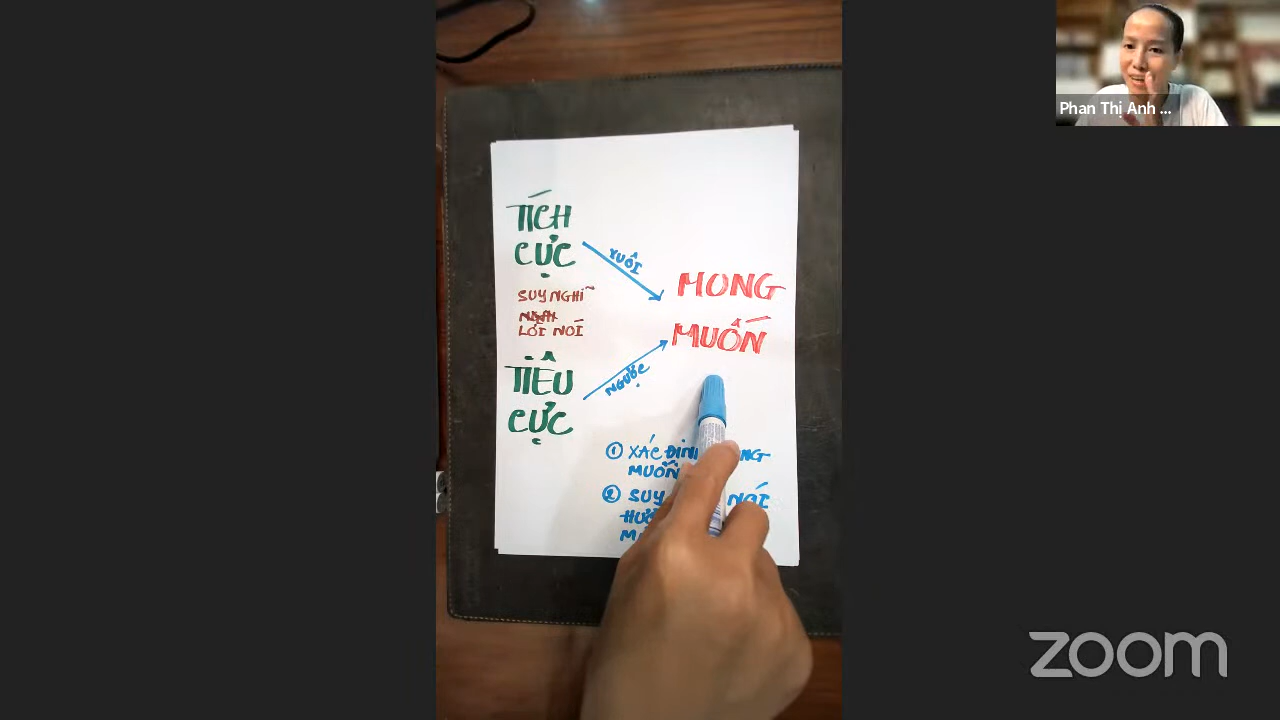 TÍCH
CỰC
SUY NGHĨ
LỜI NÓI
TIÊU
CỰC
XUÔI
NGƯỢC
MONG
MUỐN
① XÁC
MUỐN
② SUY NÓI
Phan Thị Anh ...
zoom